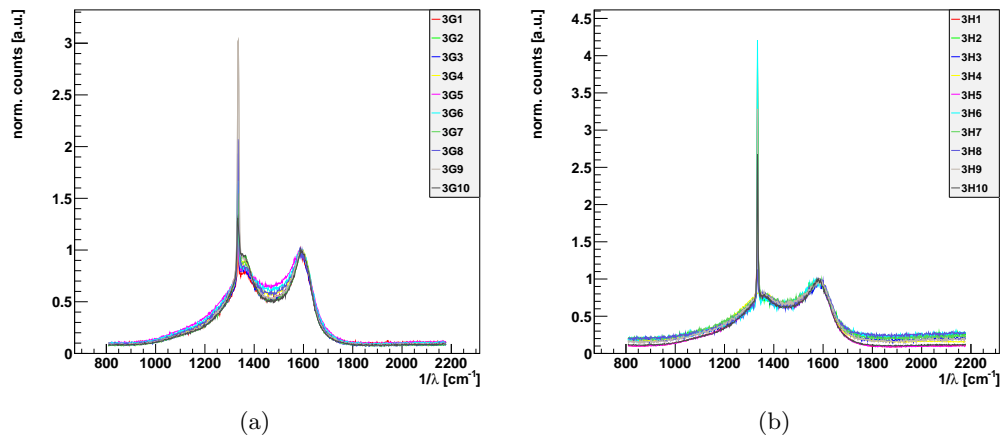 norm. counts [a.u.]
3
2.5
2
1.5
1
0.5
0
800 1000 1200 1400 1600 1800 2000 2200
1/λ [cm-1]
3G1
3G2
3G3
3G4
3G5
3G6
3G7
3G8
3G9
3G10
(a)
norm. counts [a.u.]
4.5
4
3.5
3
2.5
2
1.5
1
0.5
0
800 1000 1200 1400 1600 1800 2000 2200
1/λ [cm-1]
3H1
3H2
3H3
3H4
3H5
3H6
3H7
3H8
3H9
3H10
(b)